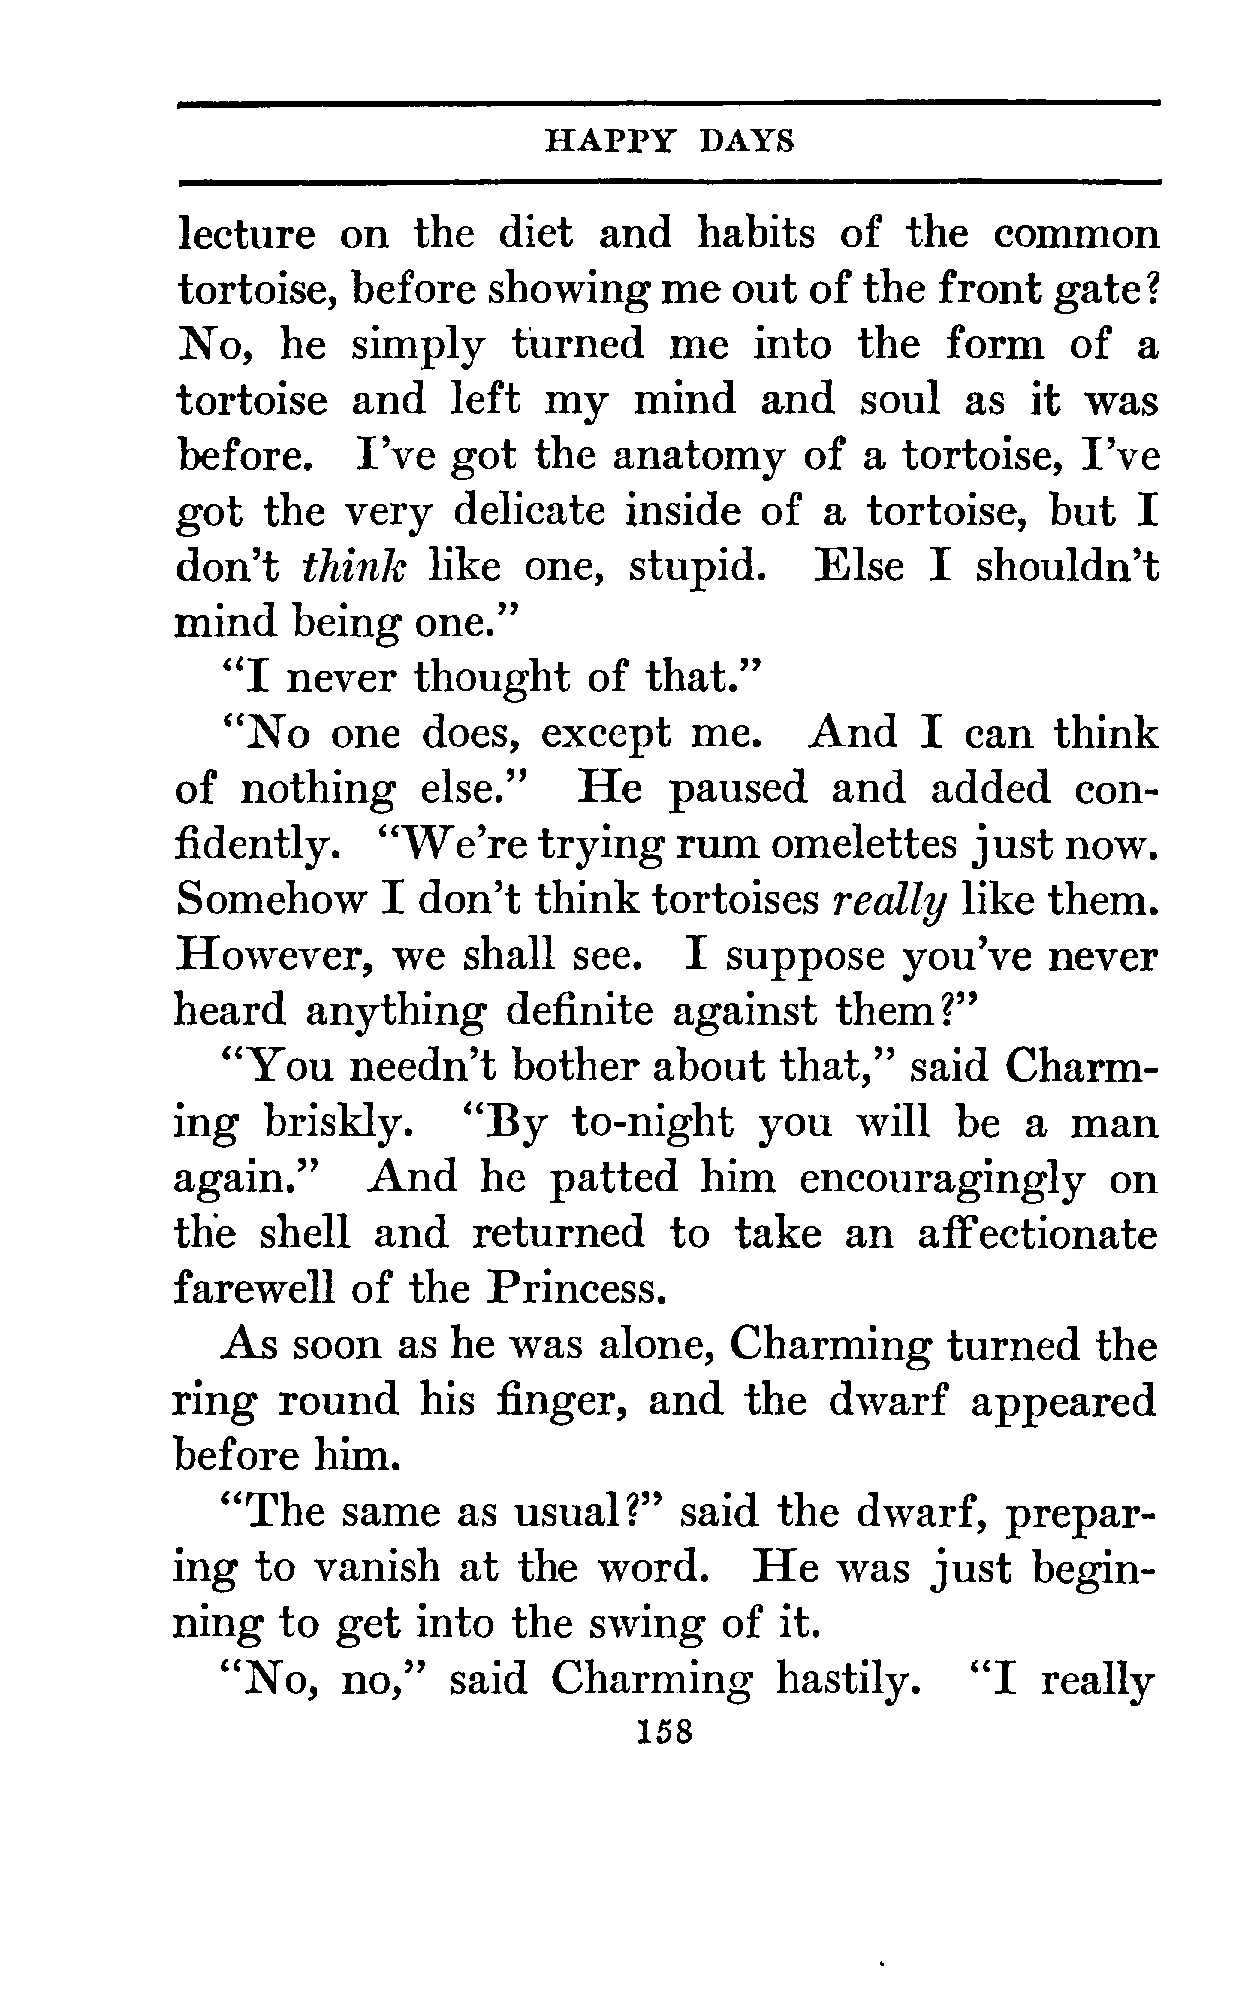 HAPPY DAYS
lecture on the diet and habits of the common
tortoise, before showing me out of the front gate?
No, he simply turned me into the form of a
tortoise and left my mind and soul as it was
before. I've got the anatomy of a tortoise, I've
got the very delicate inside of a tortoise, but I
don't think like one, stupid. Else I shouldn't
mind being one."
"I never thought of that."
"No one does, except me. And I can think
of nothing else." He paused and added con-
fidently. "We're trying rum omelettes just now.
Somehow I don't think tortoises really like them.
However, we shall see. I suppose you've never
heard anything definite against them?"
"You needn't bother about that," said Charm-
ing briskly. "By to-night you will be a man
again." And he patted him encouragingly on
the shell and returned to take an affectionate
farewell of the Princess.
As soon as he was alone, Charming turned the
ring round his finger, and the dwarf appeared
before him.
"The same as usual?" said the dwarf, prepar-
ing to vanish at the word. He was just begin-
ning to get into the swing of it.
"No, no," said Charming hastily. "I really
158